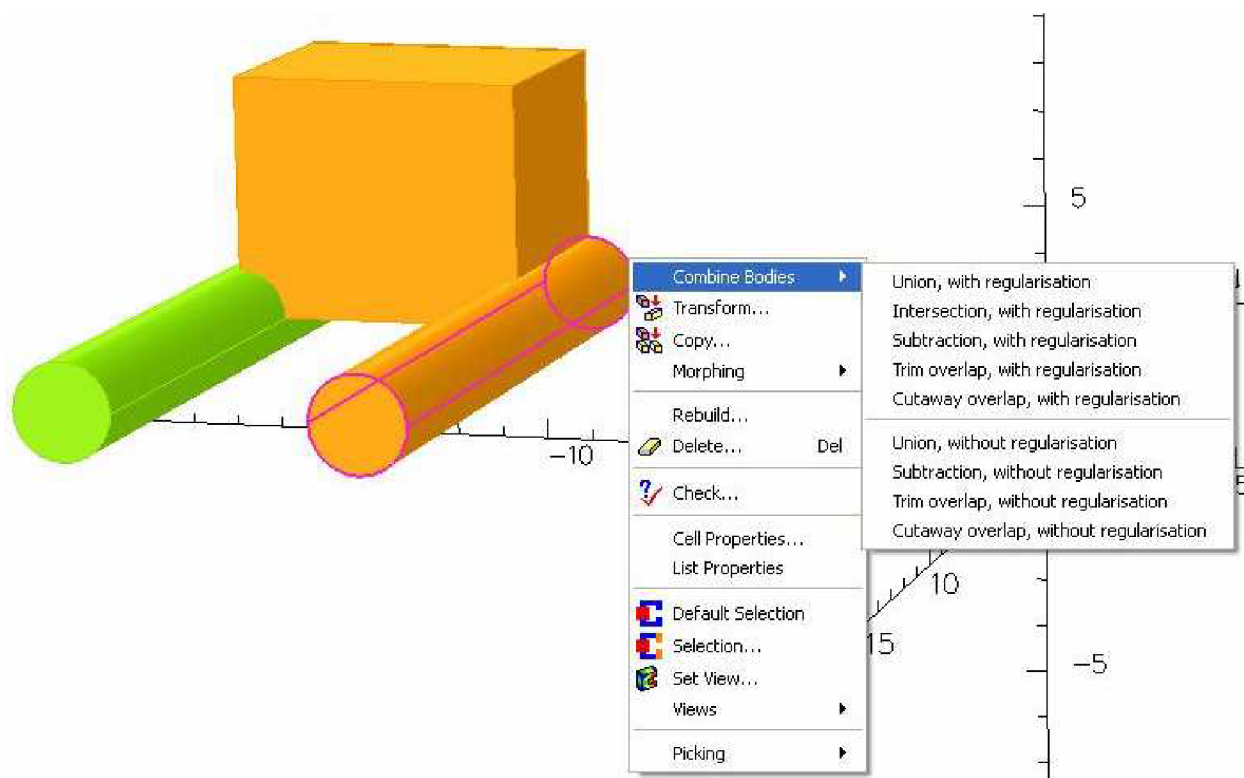 5
Combine Bodies
Transform...
Copy...
Morphing
Rebuild...
Delete... Del
Check...
Cell Properties...
List Properties
Default Selection
Selection...
Set View...
Views
Picking
Union, with regularisation
Intersection, with regularisation
Subtraction, with regularisation
Trim overlap, with regularisation
Cutaway overlap, with regularisation
Union, without regularisation
Subtraction, without regularisation
Trim overlap, without regularisation
Cutaway overlap, without regularisation
-10
5
10
15
-5